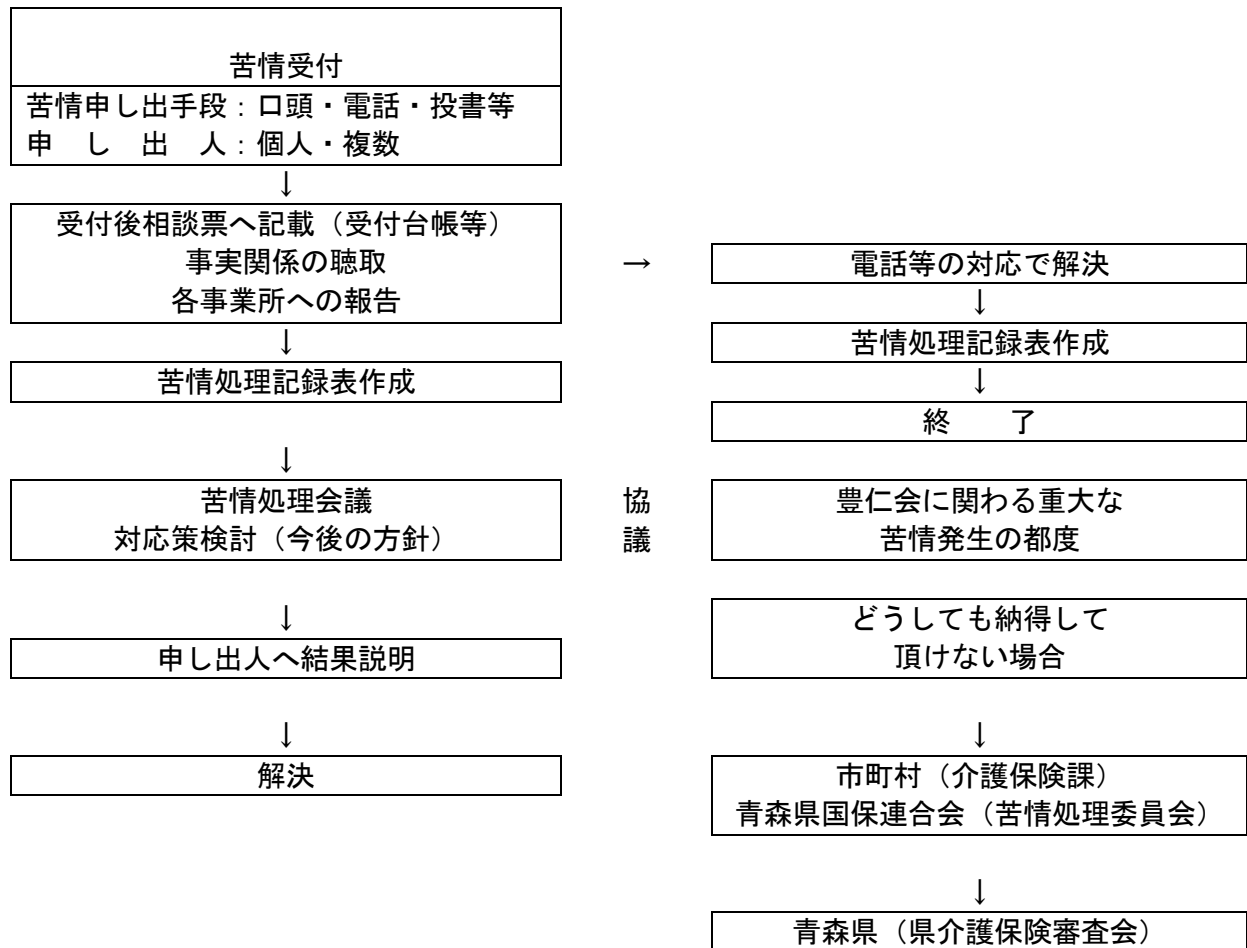 苦情受付
苦情申し出手段：口頭・電話・投書等
申　し　出　人：個人・複数
↓
受付後相談票へ記載（受付台帳等）
事実関係の聴取
各事業所への報告
→
電話等の対応で解決
↓
苦情処理記録表作成
↓
終　　了
↓
苦情処理記録表作成
↓
苦情処理会議
対応策検討（今後の方針）
協
議
豊仁会に関わる重大な
苦情発生の都度
↓
申し出人へ結果説明
どうしても納得して
頂けない場合
↓
解決
↓
市町村（介護保険課）
青森県国保連合会（苦情処理委員会）
↓
青森県（県介護保険審査会）